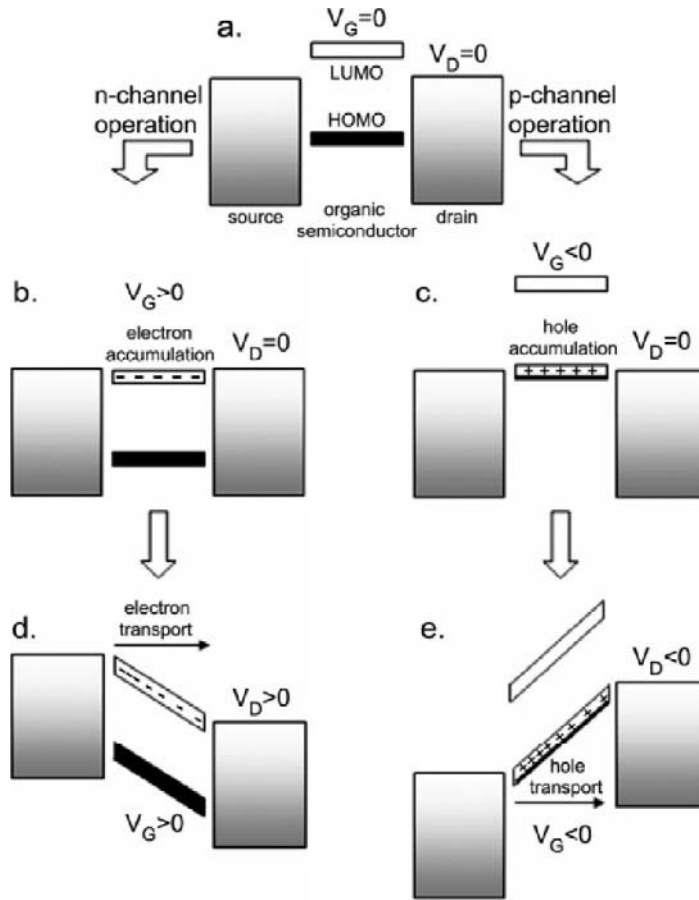 a.
V_G=0
LUMO
V_D=0
n-channel
operation
HOMO
p-channel
operation
source
organic
semiconductor
drain
b.
V_G>0
electron
accumulation
V_D=0
- - - - - -
c.
V_G<0
hole
accumulation
V_D=0
+ + + + +
d.
electron
transport
V_D>0
V_G>0
e.
V_D<0
hole
transport
V_G<0